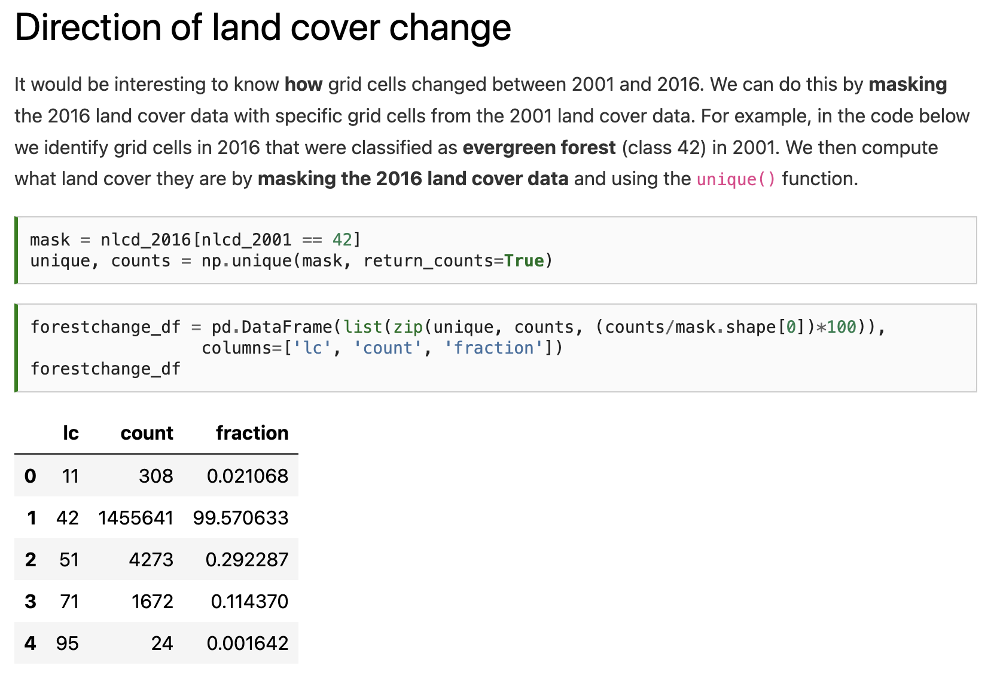 Direction of land cover change
It would be interesting to know how grid cells changed between 2001 and 2016. We can do this by masking
the 2016 land cover data with specific grid cells from the 2001 land cover data. For example, in the code below
we identify grid cells in 2016 that were classified as evergreen forest (class 42) in 2001. We then compute
what land cover they are by masking the 2016 land cover data and using the unique() function.
mask = nlcd_2016[nlcd_2001 == 42]
unique, counts = np.unique(mask, return_counts=True)
forestchange_df = pd.DataFrame(list(zip(unique, counts, (counts/mask.shape[0])*100)),
columns=['lc', 'count', 'fraction'])
forestchange_df
lc count fraction
0 11 308 0.021068
1 42 1455641 99.570633
2 51 4273 0.292287
3 71 1672 0.114370
4 95 24 0.001642